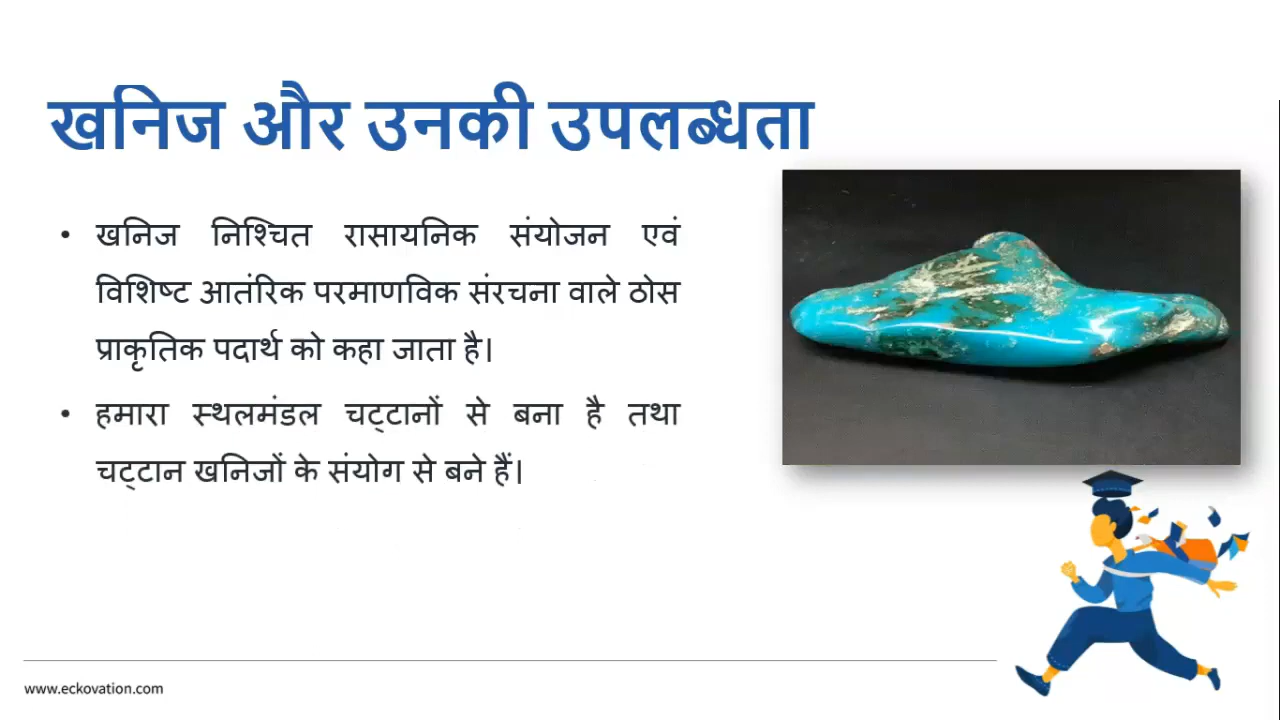 खनिज और उनकी उपलब्धता
• खनिज निश्चित रासायनिक संयोजन एवं
विशिष्ट आतंरिक परमाणविक संरचना वाले ठोस
प्राकृतिक पदार्थ को कहा जाता है।
• हमारा स्थलमंडल चट्टानों से बना है तथा
चट्टान खनिजों के संयोग से बने हैं।
www.eckovation.com